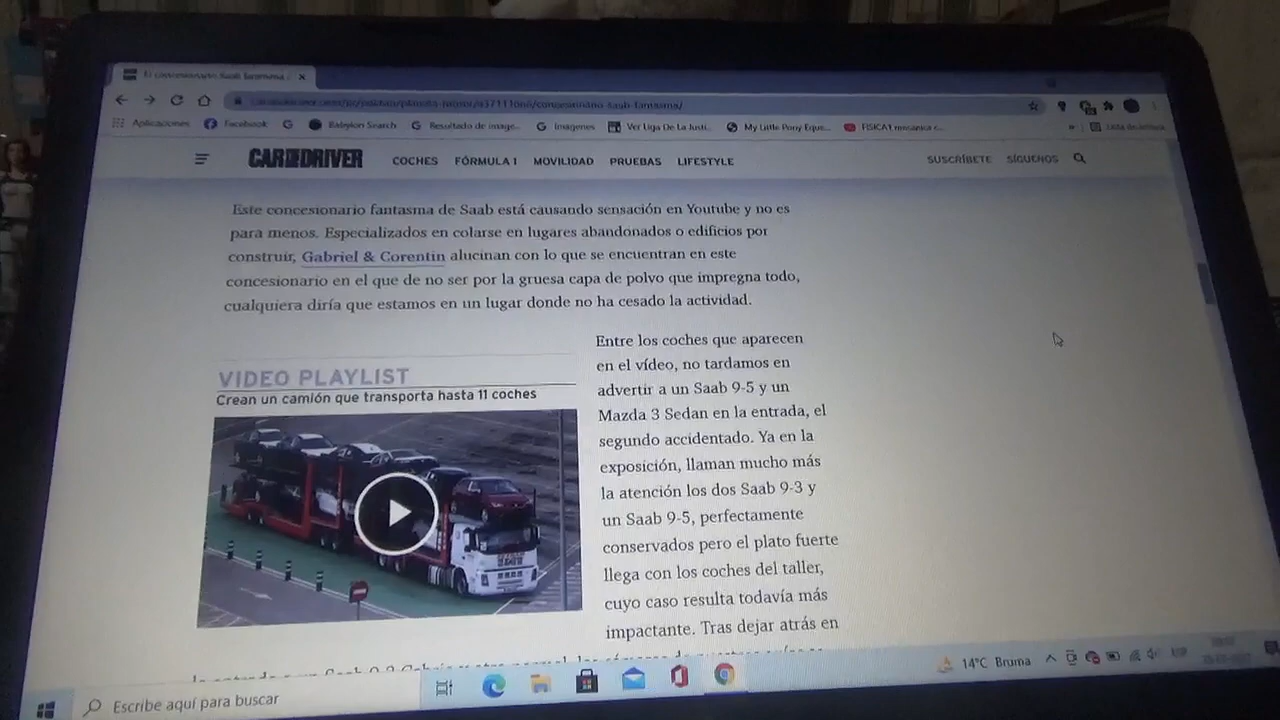 El concesionario Saab fantasma
Aplicaciones
Facebook
Babylon Search
Resultado de image...
Imágenes
Ver Liga De La Justi...
My Little Pony Eque...
FISICA1 mecanica c...
CAR AND DRIVER
COCHES
FÓRMULA 1
MOVILIDAD
PRUEBAS
LIFESTYLE
SUSCRÍBETE
SÍGUENOS
Este concesionario fantasma de Saab está causando sensación en Youtube y no es
para menos. Especializados en colarse en lugares abandonados o edificios por
construir, Gabriel & Corentin alucinan con lo que se encuentran en este
concesionario en el que de no ser por la gruesa capa de polvo que impregna todo,
cualquiera diría que estamos en un lugar donde no ha cesado la actividad.
VIDEO PLAYLIST
Crean un camión que transporta hasta 11 coches
Entre los coches que aparecen
en el vídeo, no tardamos en
advertir a un Saab 9-5 y un
Mazda 3 Sedan en la entrada, el
segundo accidentado. Ya en la
exposición, llaman mucho más
la atención los dos Saab 9-3 y
un Saab 9-5, perfectamente
conservados pero el plato fuerte
llega con los coches del taller,
cuyo caso resulta todavía más
impactante. Tras dejar atrás en
Escribe aquí para buscar
14°C Bruma